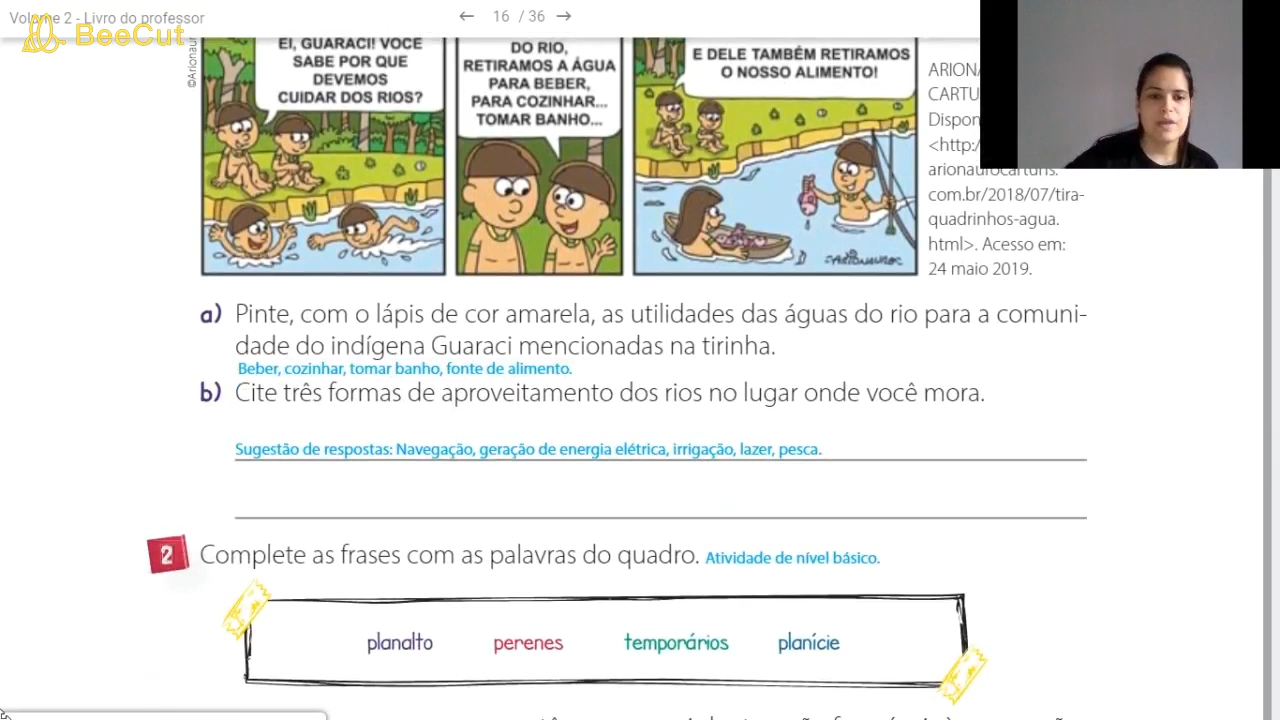 Volume 2 - Livro do professor
BeeCut
← 16 / 36 →
EI, GUARACI! VOCÊ
SABE POR QUE
DEVEMOS
CUIDAR DOS RIOS?
DO RIO,
RETIRAMOS A ÁGUA
PARA BEBER,
PARA COZINHAR...
TOMAR BANHO...
E DELE TAMBÉM RETIRAMOS
O NOSSO ALIMENTO!
ARIONAUROS
<http:/
arionaurocartuns.
com.br/2018/07/tira-
quadrinhos-agua.
html>. Acesso em:
24 maio 2019.
a) Pinte, com o lápis de cor amarela, as utilidades das águas do rio para a comuni-
dade do indígena Guaraci mencionadas na tirinha.
Beber, cozinhar, tomar banho, fonte de alimento.
b) Cite três formas de aproveitamento dos rios no lugar onde você mora.
Sugestão de respostas: Navegação, geração de energia elétrica, irrigação, lazer, pesca.
2 Complete as frases com as palavras do quadro. Atividade de nível básico.
planalto perenes temporários planície